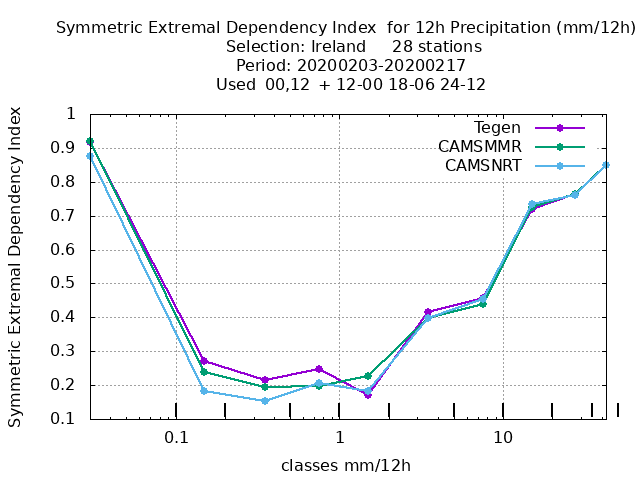 Symmetric Extremal Dependency Index  for 12h Precipitation (mm/12h)
Selection: Ireland     28 stations
Period: 20200203-20200217
Used  00,12  + 12-00 18-06 24-12
Symmetric Extremal Dependency Index
1
0.9
0.8
0.7
0.6
0.5
0.4
0.3
0.2
0.1
Tegen
CAMSMMR
CAMSNRT
0.1
1
10
classes mm/12h